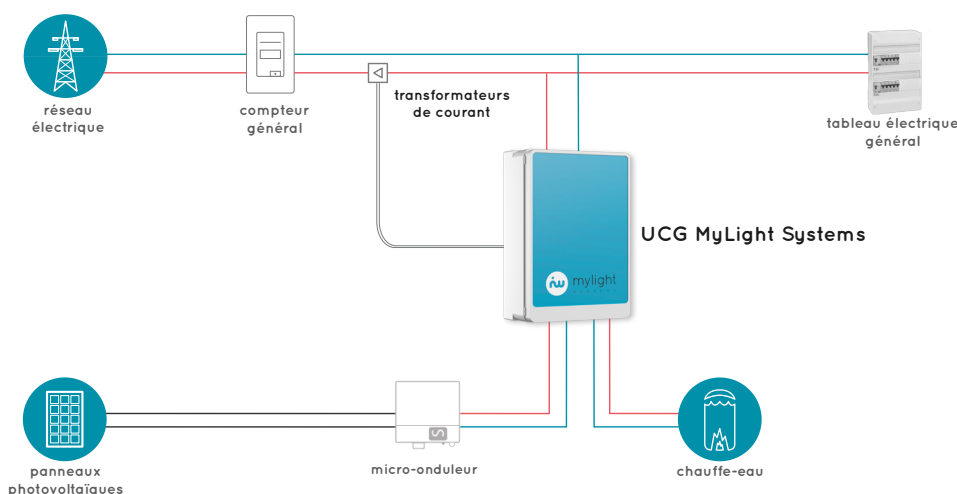 réseau
électrique
compteur
général
transformateurs
de courant
tableau électrique
général
UCG MyLight Systems
mylight
SYSTEMS
panneaux
photovoltaïques
micro-onduleur
chauffe-eau